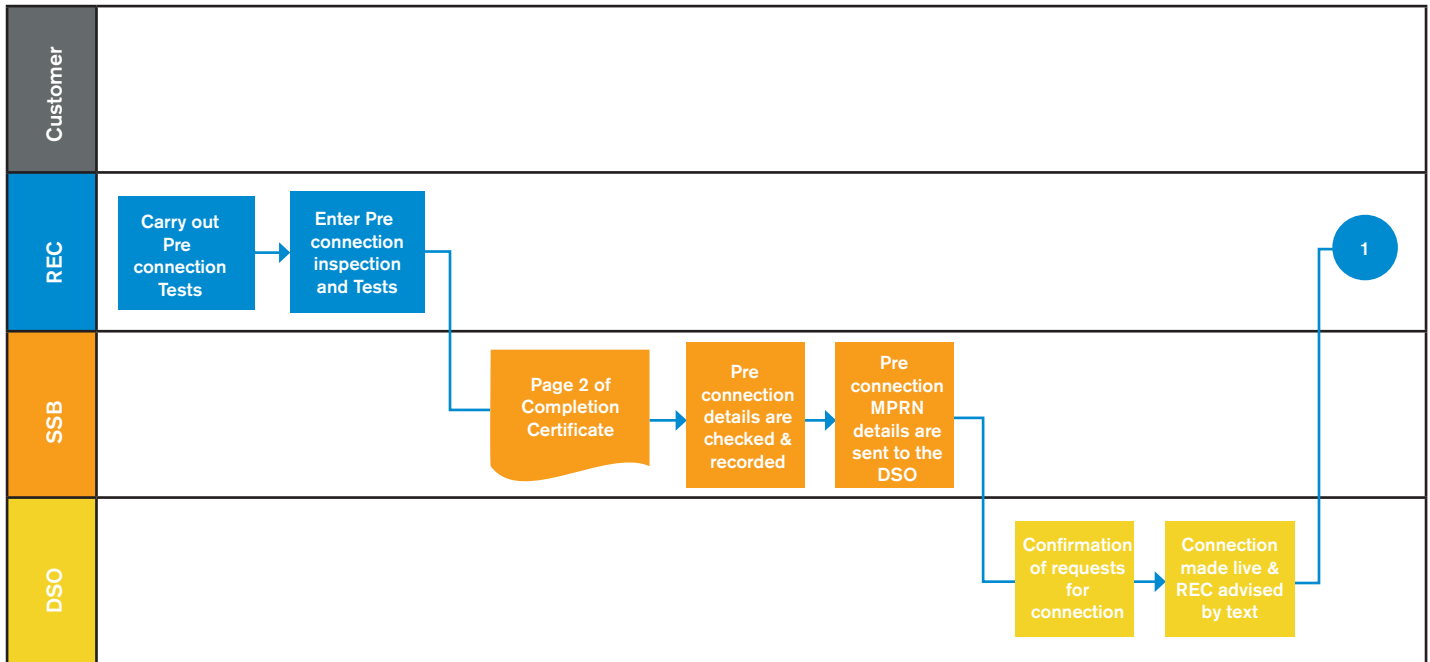 Customer
REC
Carry out
Pre
connection
Tests
Enter Pre
connection
inspection
and Tests
1
SSB
Page 2 of
Completion
Certificate
Pre
connection
details are
checked &
recorded
Pre
connection
MPRN
details are
sent to the
DSO
DSO
Confirmation
of requests
for
connection
Connection
made live &
REC advised
by text